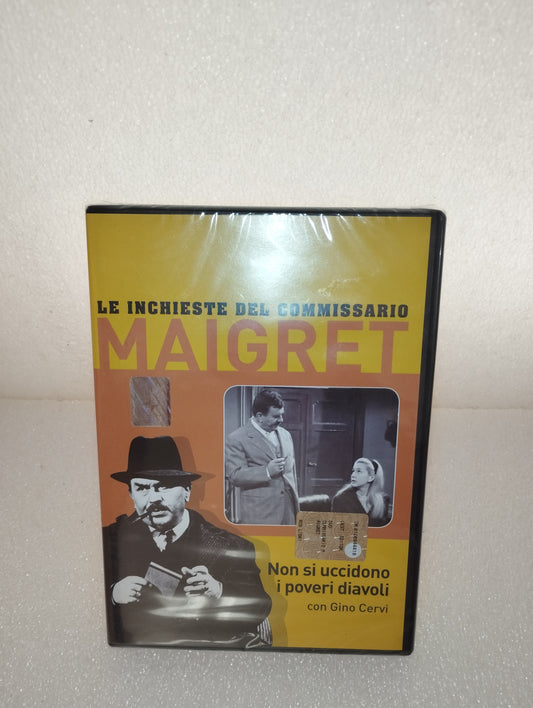 LE INCHIESTE DEL COMMISSARIO
MAIGRET
Non si uccidono
i poveri diavoli
con Gino Cervi